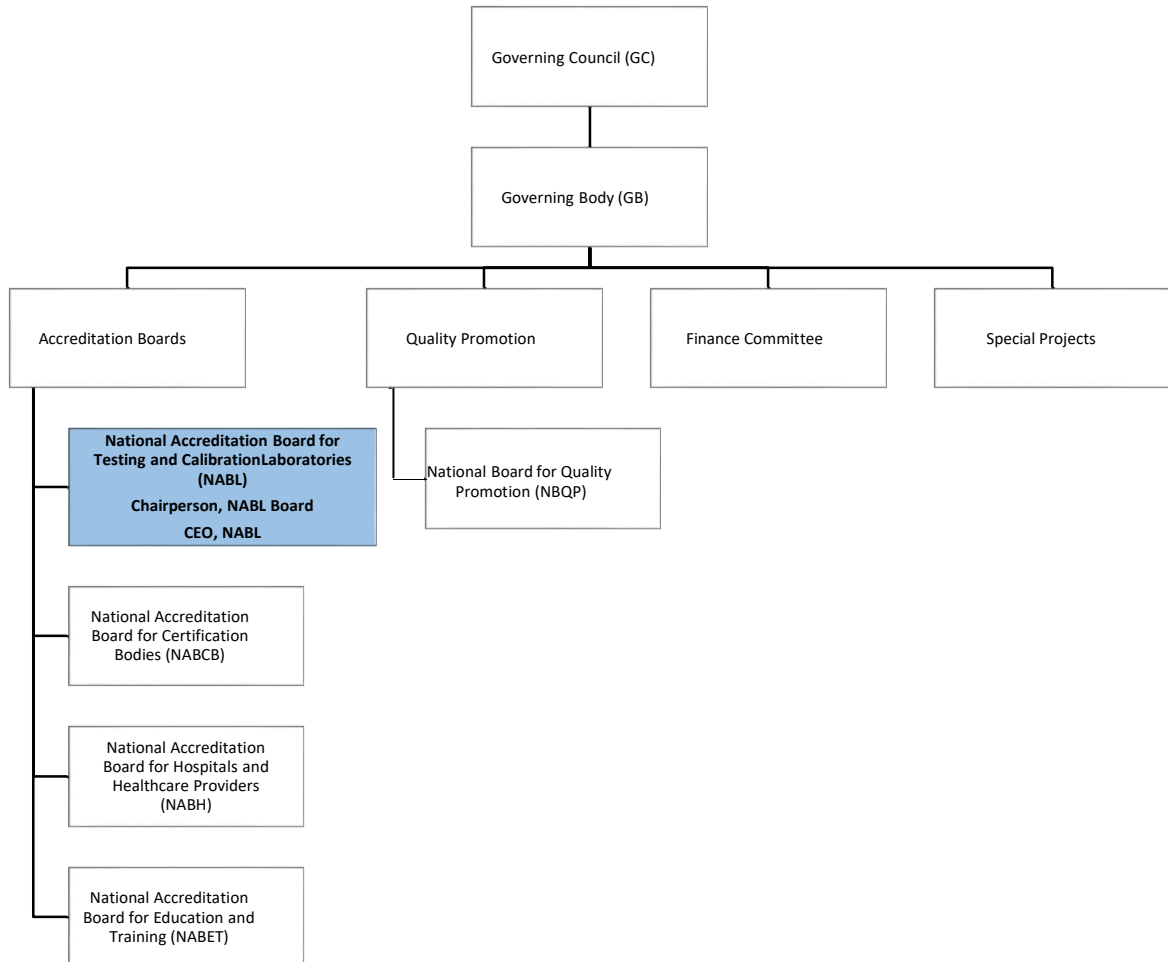 Governing Council (GC)
Governing Body (GB)
Accreditation Boards
Quality Promotion
Finance Committee
Special Projects
National Accreditation Board for
Testing and CalibrationLaboratories
(NABL)
Chairperson, NABL Board
CEO, NABL
National Board for Quality
Promotion (NBQP)
National Accreditation
Board for Certification
Bodies (NABCB)
National Accreditation
Board for Hospitals and
Healthcare Providers
(NABH)
National Accreditation
Board for Education and
Training (NABET)